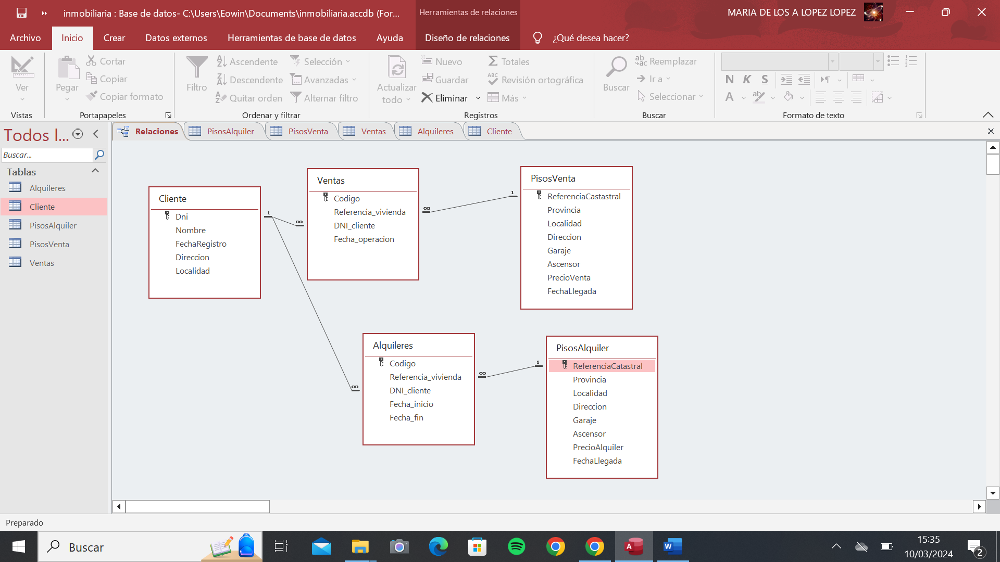 inmobiliaria : Base de datos- C:\Users\Eowin\Documents\inmobiliaria.accdb (For...
Herramientas de relaciones
MARIA DE LOS A LOPEZ LOPEZ
Archivo
Inicio
Crear
Datos externos
Herramientas de base de datos
Ayuda
Diseño de relaciones
¿Qué desea hacer?
Ver
Vistas
Pegar
Cortar
Copiar
Copiar formato
Portapapeles
Filtro
Ascendente
Descendente
Quitar orden
Selección
Avanzadas
Alternar filtro
Ordenar y filtrar
Actualizar
todo
Nuevo
Guardar
Eliminar
Totales
Revisión ortográfica
Más
Registros
Buscar
Reemplazar
Ir a
Seleccionar
Buscar
N K S
A
Formato de texto
Todos l...
Buscar...
Tablas
Alquileres
Cliente
PisosAlquiler
PisosVenta
Ventas
Relaciones
PisosAlquiler
PisosVenta
Ventas
Alquileres
Cliente
Cliente
Dni
Nombre
FechaRegistro
Direccion
Localidad
1
∞
∞
Ventas
Codigo
Referencia_vivienda
DNI_cliente
Fecha_operacion
∞
1
PisosVenta
ReferenciaCastastral
Provincia
Localidad
Direccion
Garaje
Ascensor
PrecioVenta
FechaLlegada
Alquileres
Codigo
Referencia_vivienda
DNI_cliente
Fecha_inicio
Fecha_fin
∞
1
PisosAlquiler
ReferenciaCatastral
Provincia
Localidad
Direccion
Garaje
Ascensor
PrecioAlquiler
FechaLlegada
Preparado
Buscar
15:35
10/03/2024
2